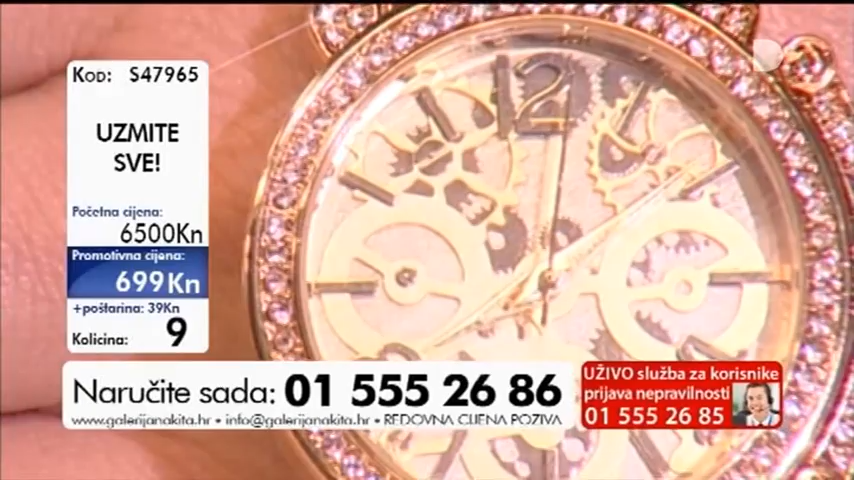 Kod: S47965
UZMITE
SVE!
Početna cijena:
6500Kn
Promotivna cijena:
699Kn
+poštarina: 39Kn
Kolicina: 9
12
Naručite sada: 01 555 26 86
www.galerijanakita.hr • info@galerijanakita.hr • REDOVNA CIJENA POZIVA
UŽIVO služba za korisnike
prijava nepravilnosti
01 555 26 85